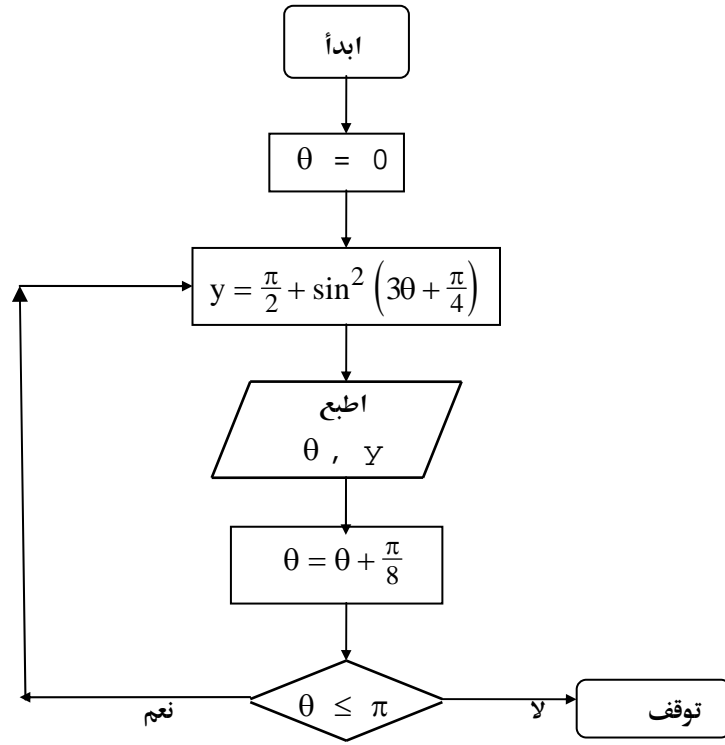 ابدأ
θ = 0
y = π/2 + sin² (3θ + π/4)
اطبع
θ , y
θ = θ + π/8
θ ≤ π
نعم
لا
توقف